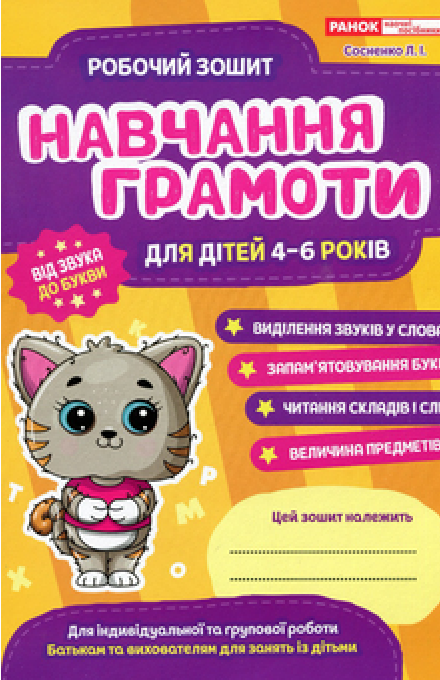 РАНОК навчальні посібники
Сосненко Л. І.
РОБОЧИЙ ЗОШИТ
НАВЧАННЯ
ГРАМОТИ
ДЛЯ ДІТЕЙ 4–6 РОКІВ
ВІД ЗВУКА
ДО БУКВИ
ВИДІЛЕННЯ ЗВУКІВ У СЛОВА
ЗАПАМ'ЯТОВУВАННЯ БУК
ЧИТАННЯ СКЛАДІВ І СЛ
ВЕЛИЧИНА ПРЕДМЕТІВ
К
Т
Р
М
О
Цей зошит належить
Для індивідуальної та групової роботи
Батькам та вихователям для занять із дітьми